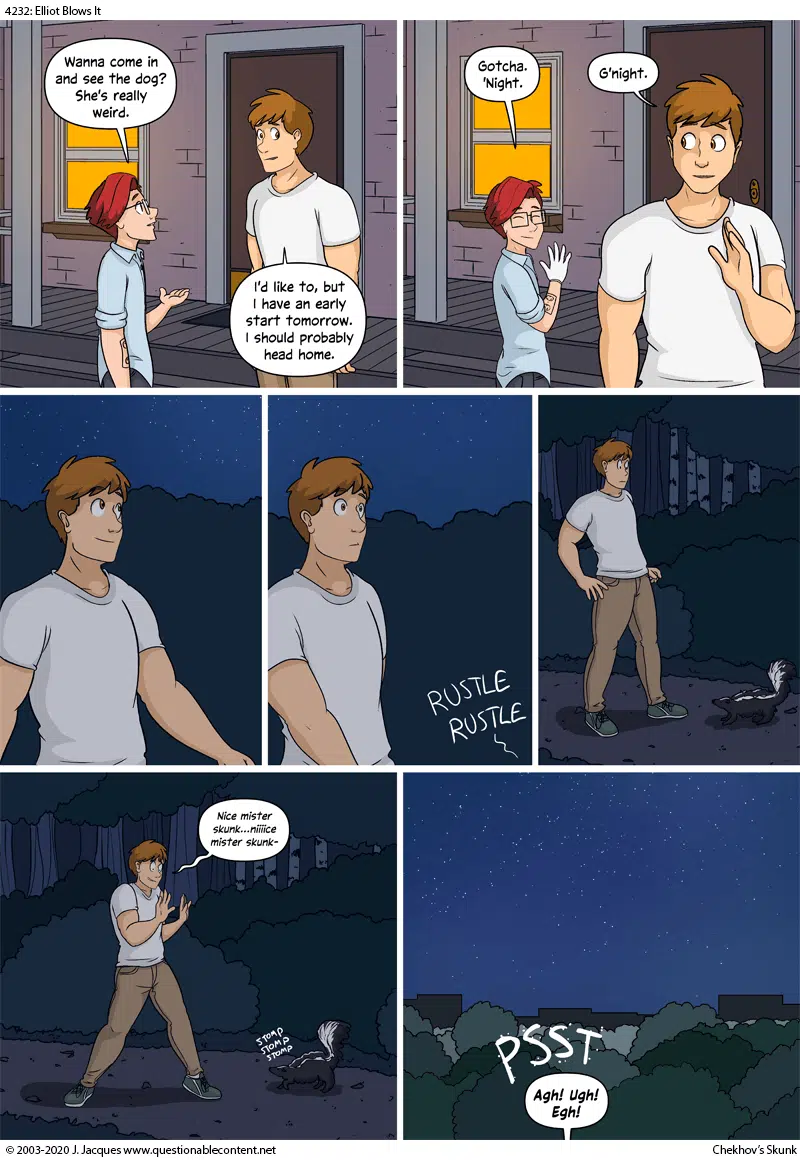 4232: Elliot Blows It
Wanna come in
and see the dog?
She's really
weird.
I'd like to, but
I have an early
start tomorrow.
I should probably
head home.
Gotcha.
'Night.
G'night.
RUSTLE
RUSTLE
Nice mister
skunk...niiiice
mister skunk-
STOMP
STOMP
STOMP
PSST
Agh! Ugh!
Egh!
© 2003-2020 J. Jacques www.questionablecontent.net
Chekhov's Skunk